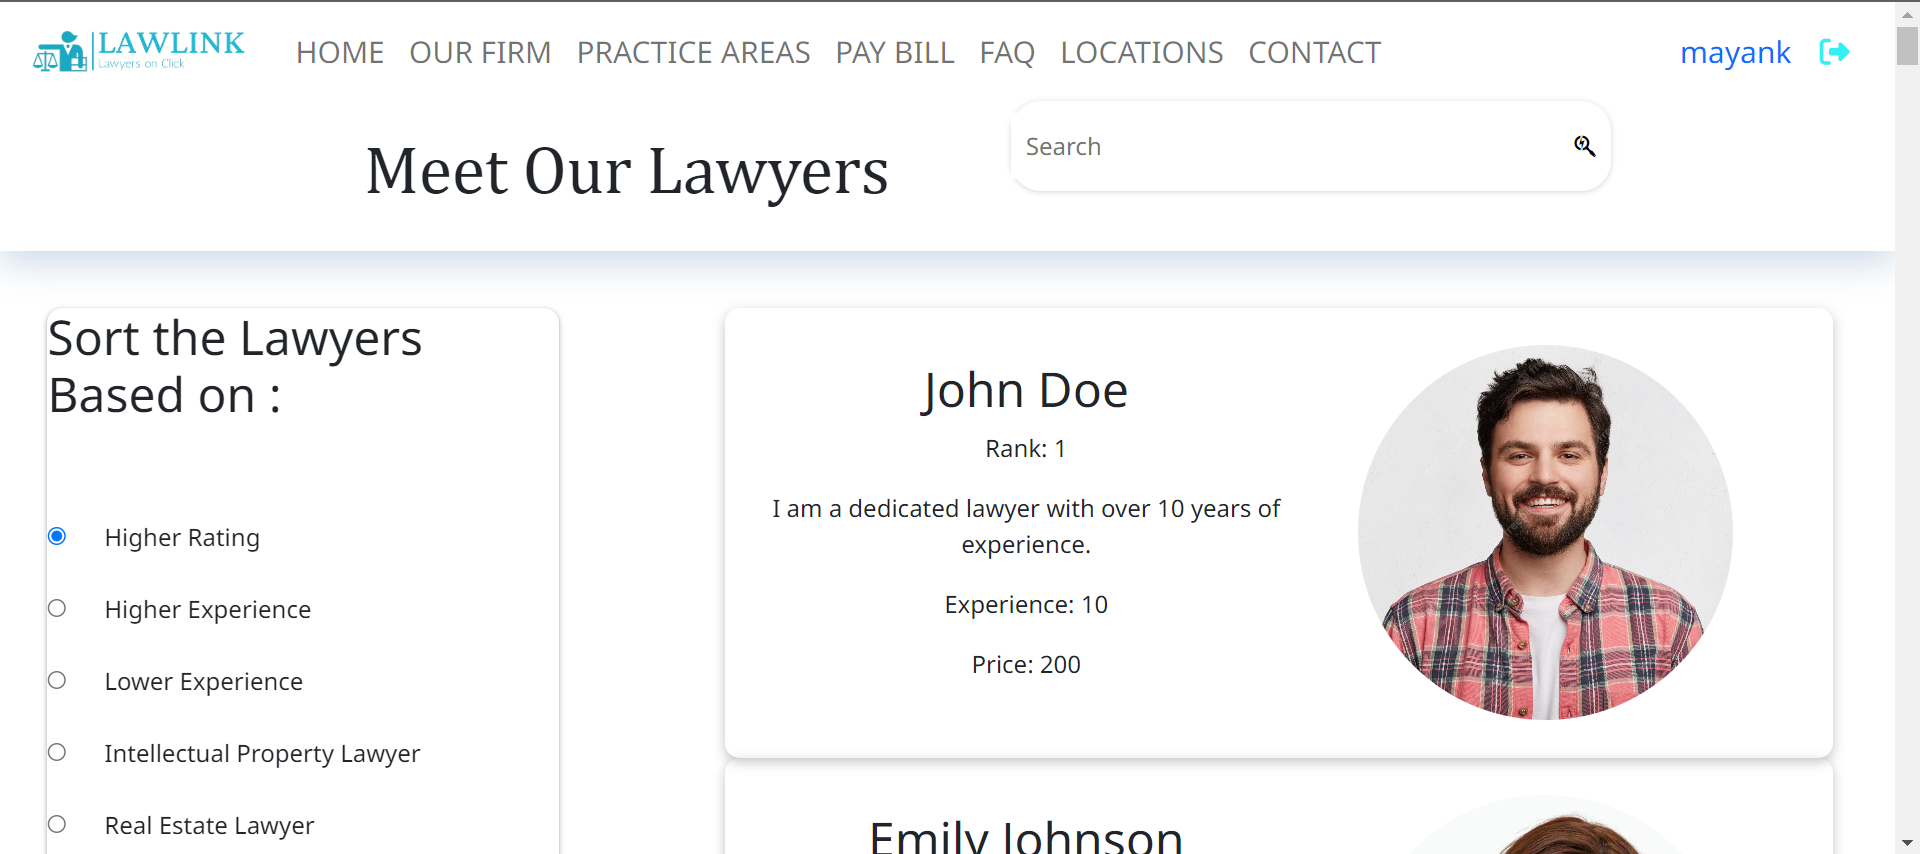 LAWLINK
Lawyers on Click
HOME OUR FIRM PRACTICE AREAS PAY BILL FAQ LOCATIONS CONTACT mayank
Meet Our Lawyers
Search
Sort the Lawyers
Based on :
Higher Rating
Higher Experience
Lower Experience
Intellectual Property Lawyer
Real Estate Lawyer
John Doe
Rank: 1
I am a dedicated lawyer with over 10 years of
experience.
Experience: 10
Price: 200
Emily Johnson